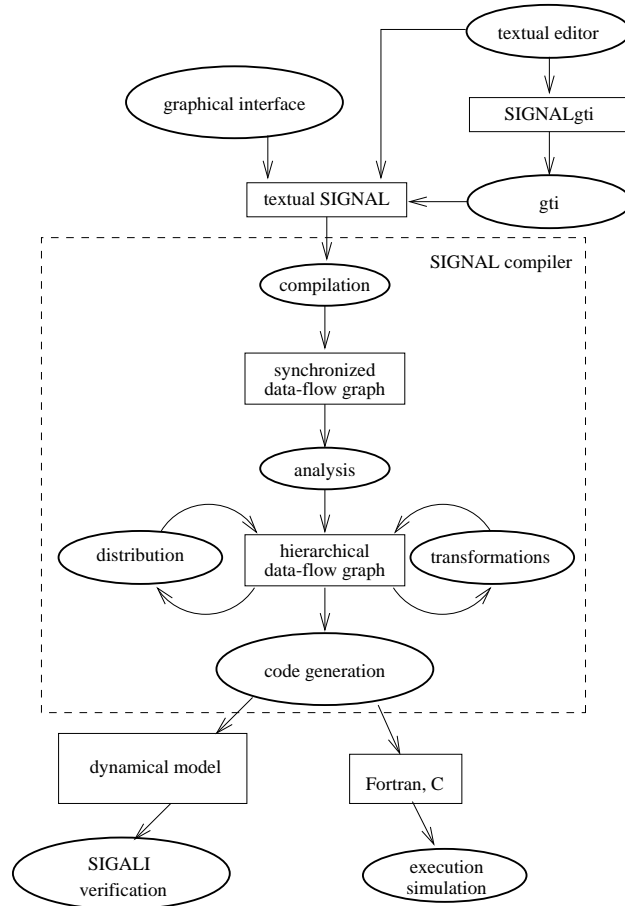 textual editor
graphical interface
SIGNALgti
textual SIGNAL
gti
SIGNAL compiler
compilation
synchronized
data-flow graph
analysis
distribution
hierarchical
data-flow graph
transformations
code generation
dynamical model
Fortran, C
SIGALI
verification
execution
simulation